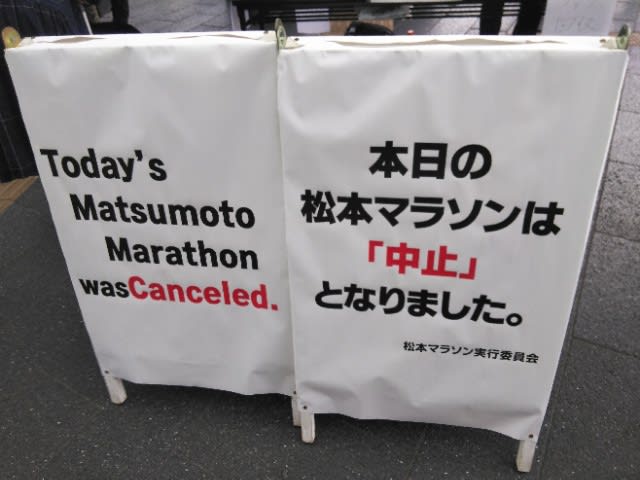 Today's
Matsumoto
Marathon
wasCanceled.
本日の
松本マラソンは
「中止」
となりました。
松本マラソン実行委員会